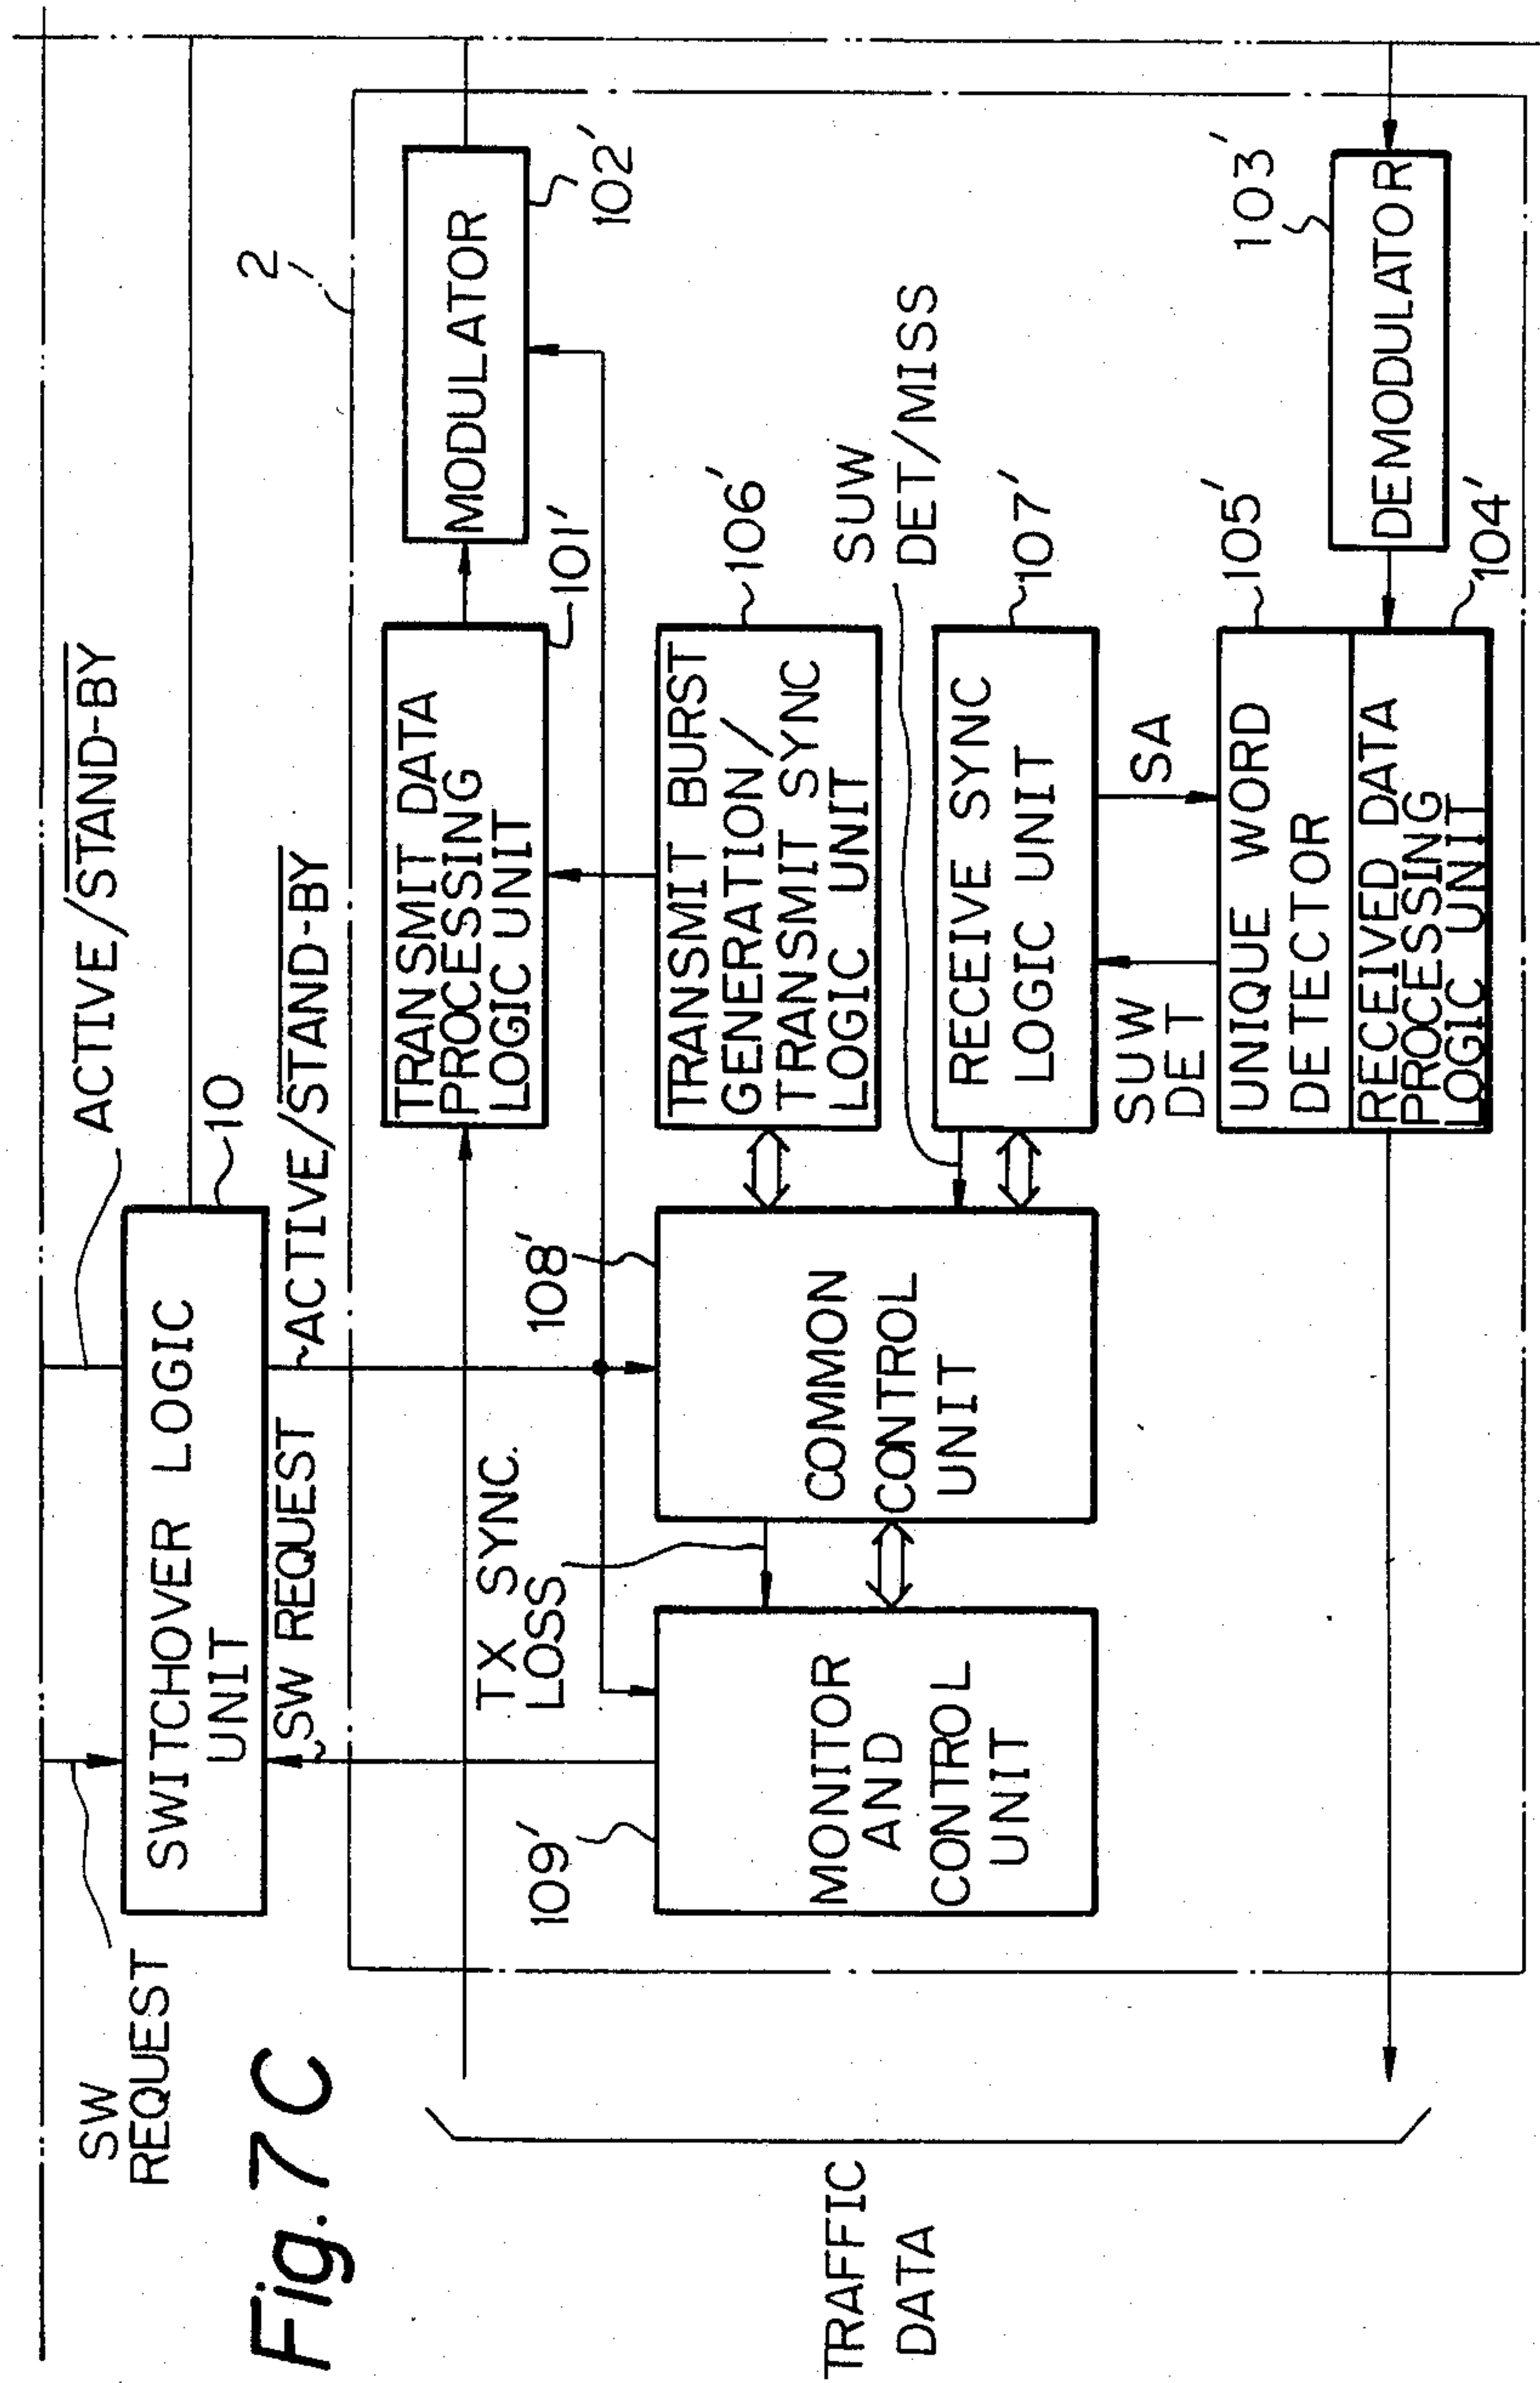 Fig. 7C
SW
REQUEST
ACTIVE/STAND-BY
SWITCHOVER LOGIC
UNIT
10
SW REQUEST
ACTIVE/STAND-BY
2
TRAFFIC
DATA
TX SYNC.
LOSS
TRANSMIT DATA
PROCESSING
LOGIC UNIT
101'
MODULATOR
102'
109'
MONITOR
AND
CONTROL
UNIT
108'
COMMON
CONTROL
UNIT
TRANSMIT BURST
GENERATION/
TRANSMIT SYNC
LOGIC UNIT
106'
SUW
DET/MISS
RECEIVE SYNC
LOGIC UNIT
107'
SUW
DET
SA
UNIQUE WORD
DETECTOR
105'
RECEIVED DATA
PROCESSING
LOGIC UNIT
104'
DEMODULATOR
103'